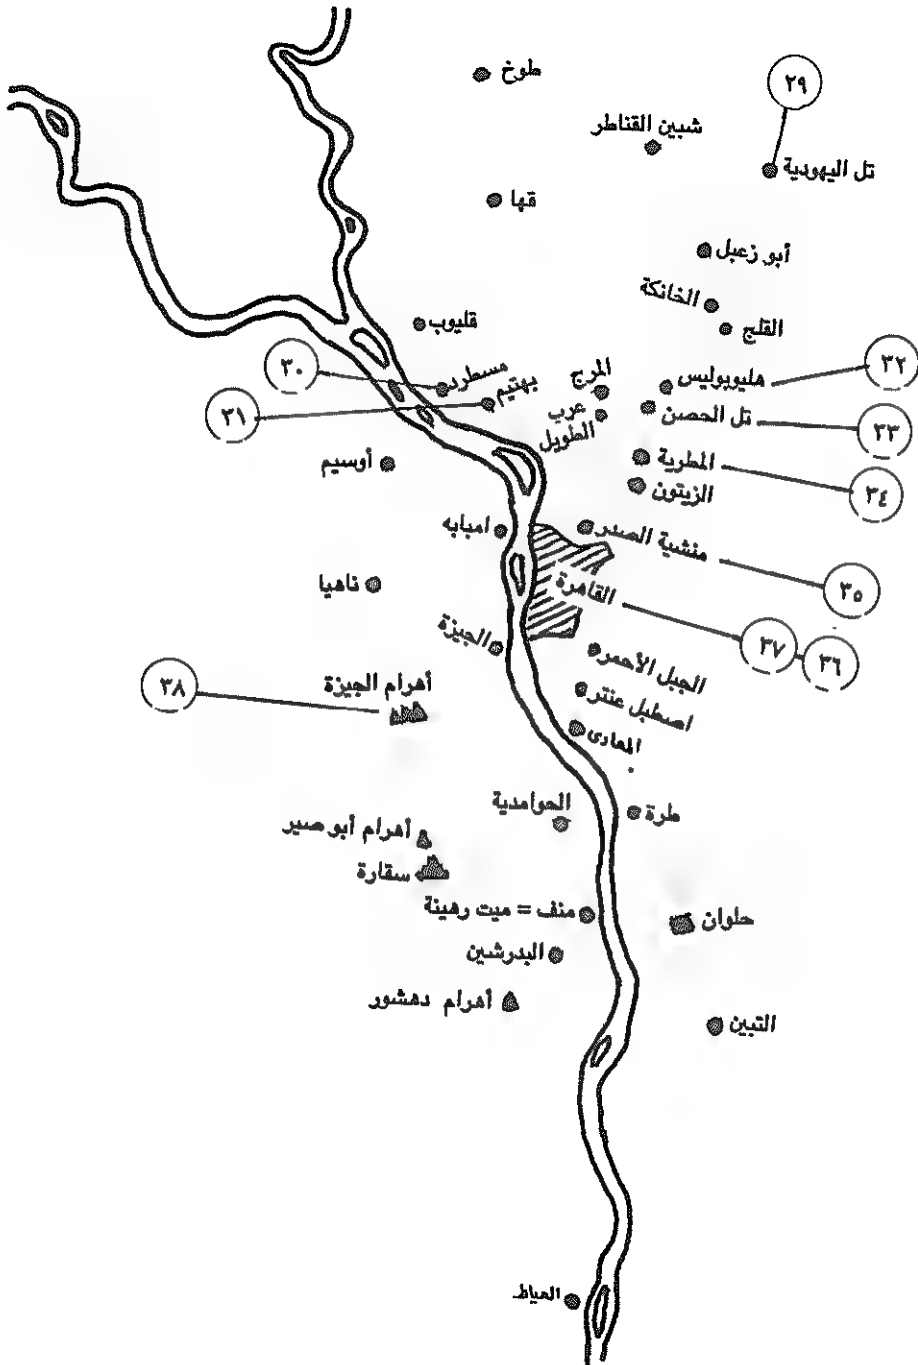 طوخ
٢٩
شبين القناطر
تل اليهودية
قها
أبو زعبل
الخانكة
القلج
قليوب
٣٢
هليوبوليس
المرج
مسطرد
٣٠
بهتيم
٣١
عرب
الطويل
تل الحصن
٣٣
أوسيم
المطرية
٣٤
الزيتون
امبابه
منشية الصدر
٣٥
ناهيا
القاهرة
٣٧
٣٦
الجيزة
الجبل الأحمر
أهرام الجيزة
٣٨
اصطبل عنتر
المعادى
الحوامدية
طرة
أهرام أبو صير
سقارة
منف = ميت رهينة
حلوان
البدرشين
أهرام دهشور
التبين
العياط